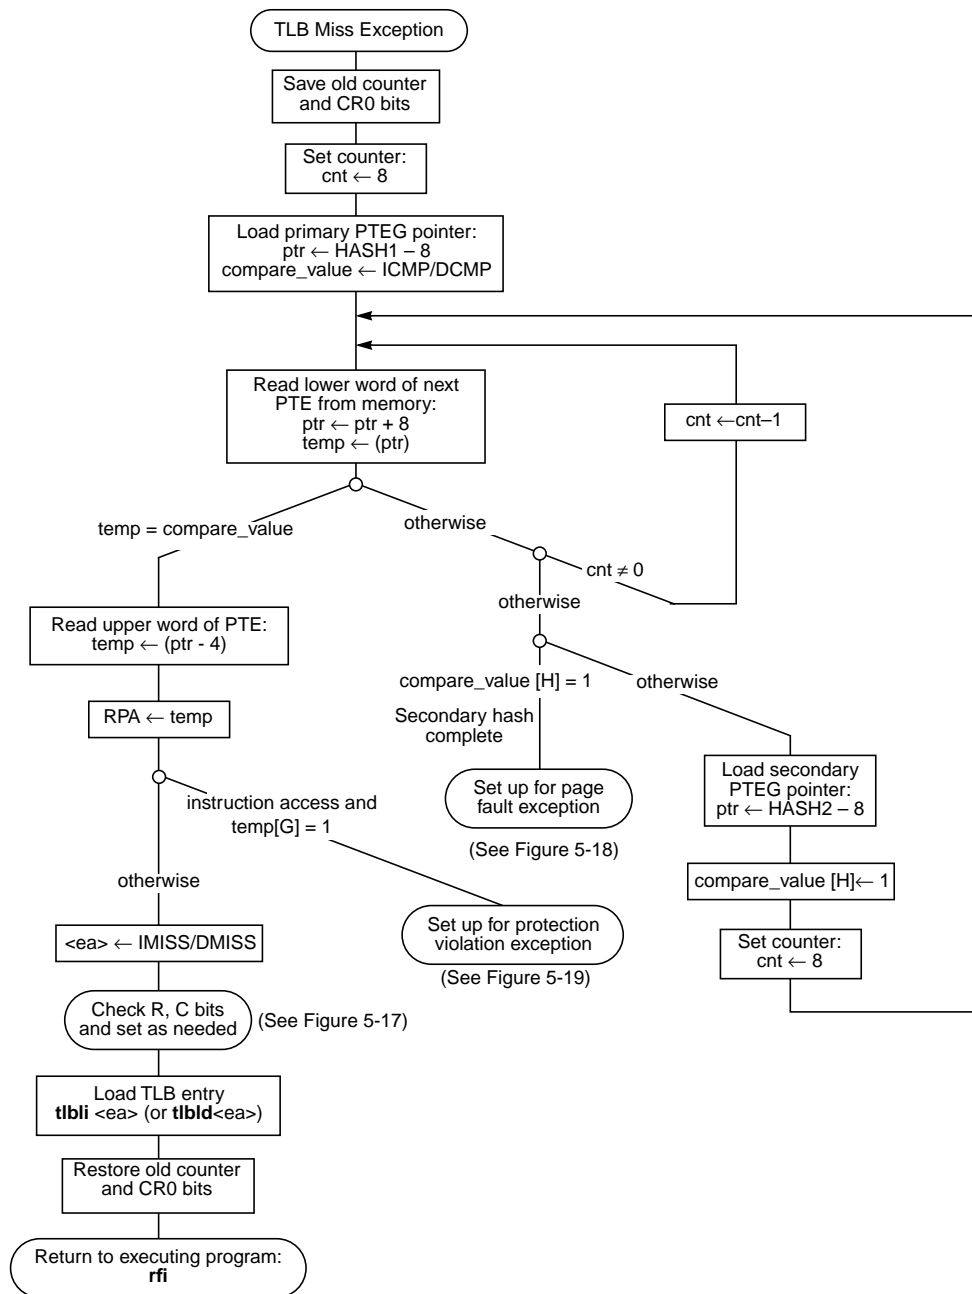 TLB Miss Exception
Save old counter
and CR0 bits
Set counter:
cnt ← 8
Load primary PTEG pointer:
ptr ← HASH1 – 8
compare_value ← ICMP/DCMP
Read lower word of next
PTE from memory:
ptr ← ptr + 8
temp ← (ptr)
cnt ←cnt–1
temp = compare_value
otherwise
cnt ≠ 0
otherwise
Read upper word of PTE:
temp ← (ptr - 4)
compare_value [H] = 1
otherwise
Secondary hash
complete
RPA ← temp
Load secondary
PTEG pointer:
ptr ← HASH2 – 8
Set up for page
fault exception
(See Figure 5-18)
instruction access and
temp[G] = 1
otherwise
compare_value [H]← 1
Set up for protection
violation exception
(See Figure 5-19)
<ea> ← IMISS/DMISS
Set counter:
cnt ← 8
Check R, C bits
and set as needed
(See Figure 5-17)
Load TLB entry
tlbli <ea> (or tlbld<ea>)
Restore old counter
and CR0 bits
Return to executing program:
rfi